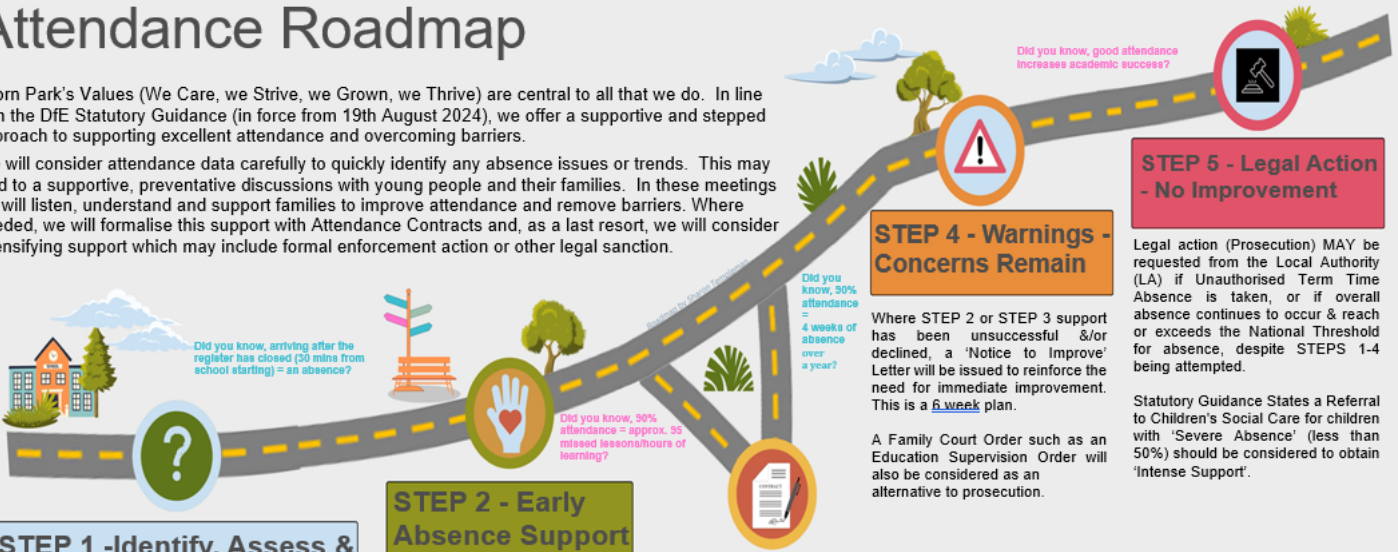 Attendance Roadmap
orn Park's Values (We Care, we Strive, we Grown, we Thrive) are central to all that we do. In line
the DfE Statutory Guidance (in force from 19th August 2024), we offer a supportive and stepped
roach to supporting excellent attendance and overcoming barriers.
will consider attendance data carefully to quickly identify any absence issues or trends. This may
d to a supportive, preventative discussions with young people and their families. In these meetings
will listen, understand and support families to improve attendance and remove barriers. Where
eded, we will formalise this support with Attendance Contracts and, as a last resort, we will consider
ensifying support which may include formal enforcement action or other legal sanction.
Did you know, good attendance
increases academic success?
STEP 5 - Legal Action
- No Improvement
Legal action (Prosecution) MAY be
requested from the Local Authority
(LA) if Unauthorised Term Time
Absence is taken, or if overall
absence continues to occur & reach
or exceeds the National Threshold
for absence, despite STEPS 1-4
being attempted.
Statutory Guidance States a Referral
to Children's Social Care for children
with 'Severe Absence' (less than
50%) should be considered to obtain
'Intense Support'.
STEP 4 - Warnings -
Concerns Remain
Where STEP 2 or STEP 3 support
has been unsuccessful &/or
declined, a 'Notice to Improve'
Letter will be issued to reinforce the
need for immediate improvement.
This is a 6 week plan.
A Family Court Order such as an
Education Supervision Order will
also be considered as an
alternative to prosecution.
Did you
know, 90%
attendance
=
4 weeks of
absence
over
a year?
Roadmap by Sharon Templeman
Did you know, arriving after the
register has closed (30 mins from
school starting) = an absence?
Did you know, 90%
attendance = approx. 95
missed lessons/hours of
learning?
CONTRACT
STEP 2 - Early
Absence Support
STEP 1 -Identify, Assess &